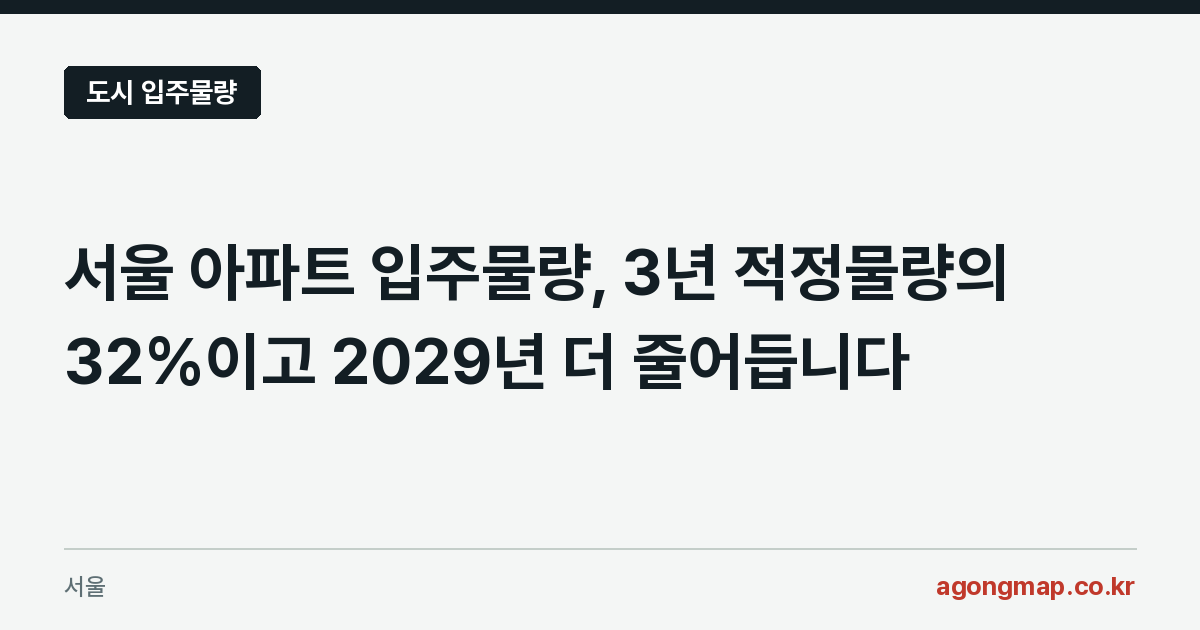 도시 입주물량
서울 아파트 입주물량, 3년 적정물량의
32%이고 2029년 더 줄어듭니다
서울
agongmap.co.kr